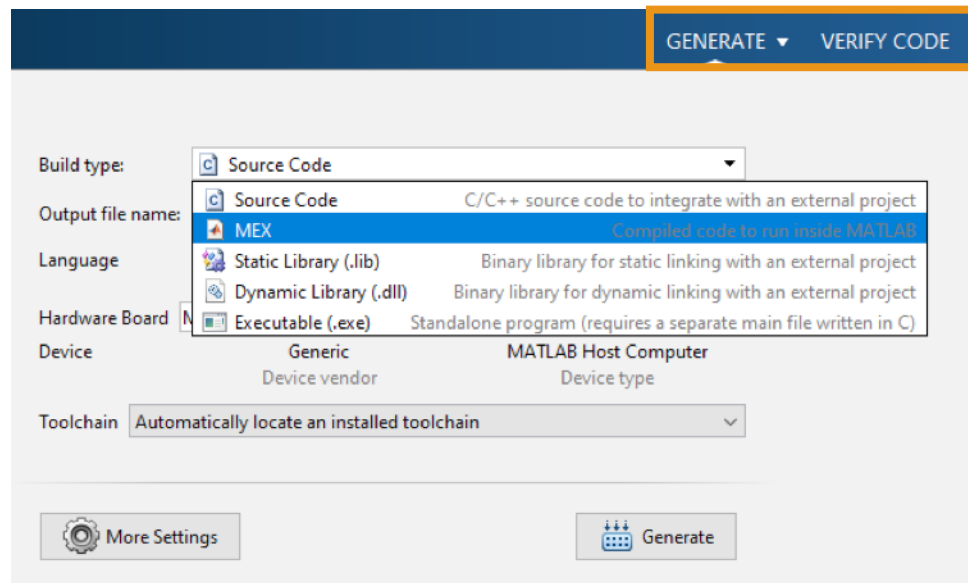 GENERATE VERIFY CODE
Build type: Source Code
Source Code C/C++ source code to integrate with an external project
Output file name:
MEX Compiled code to run inside MATLAB
Language Static Library (.lib) Binary library for static linking with an external project
Dynamic Library (.dll) Binary library for dynamic linking with an external project
Hardware Board Executable (.exe) Standalone program (requires a separate main file written in C)
Device Generic MATLAB Host Computer
Device vendor Device type
Toolchain Automatically locate an installed toolchain
More Settings Generate